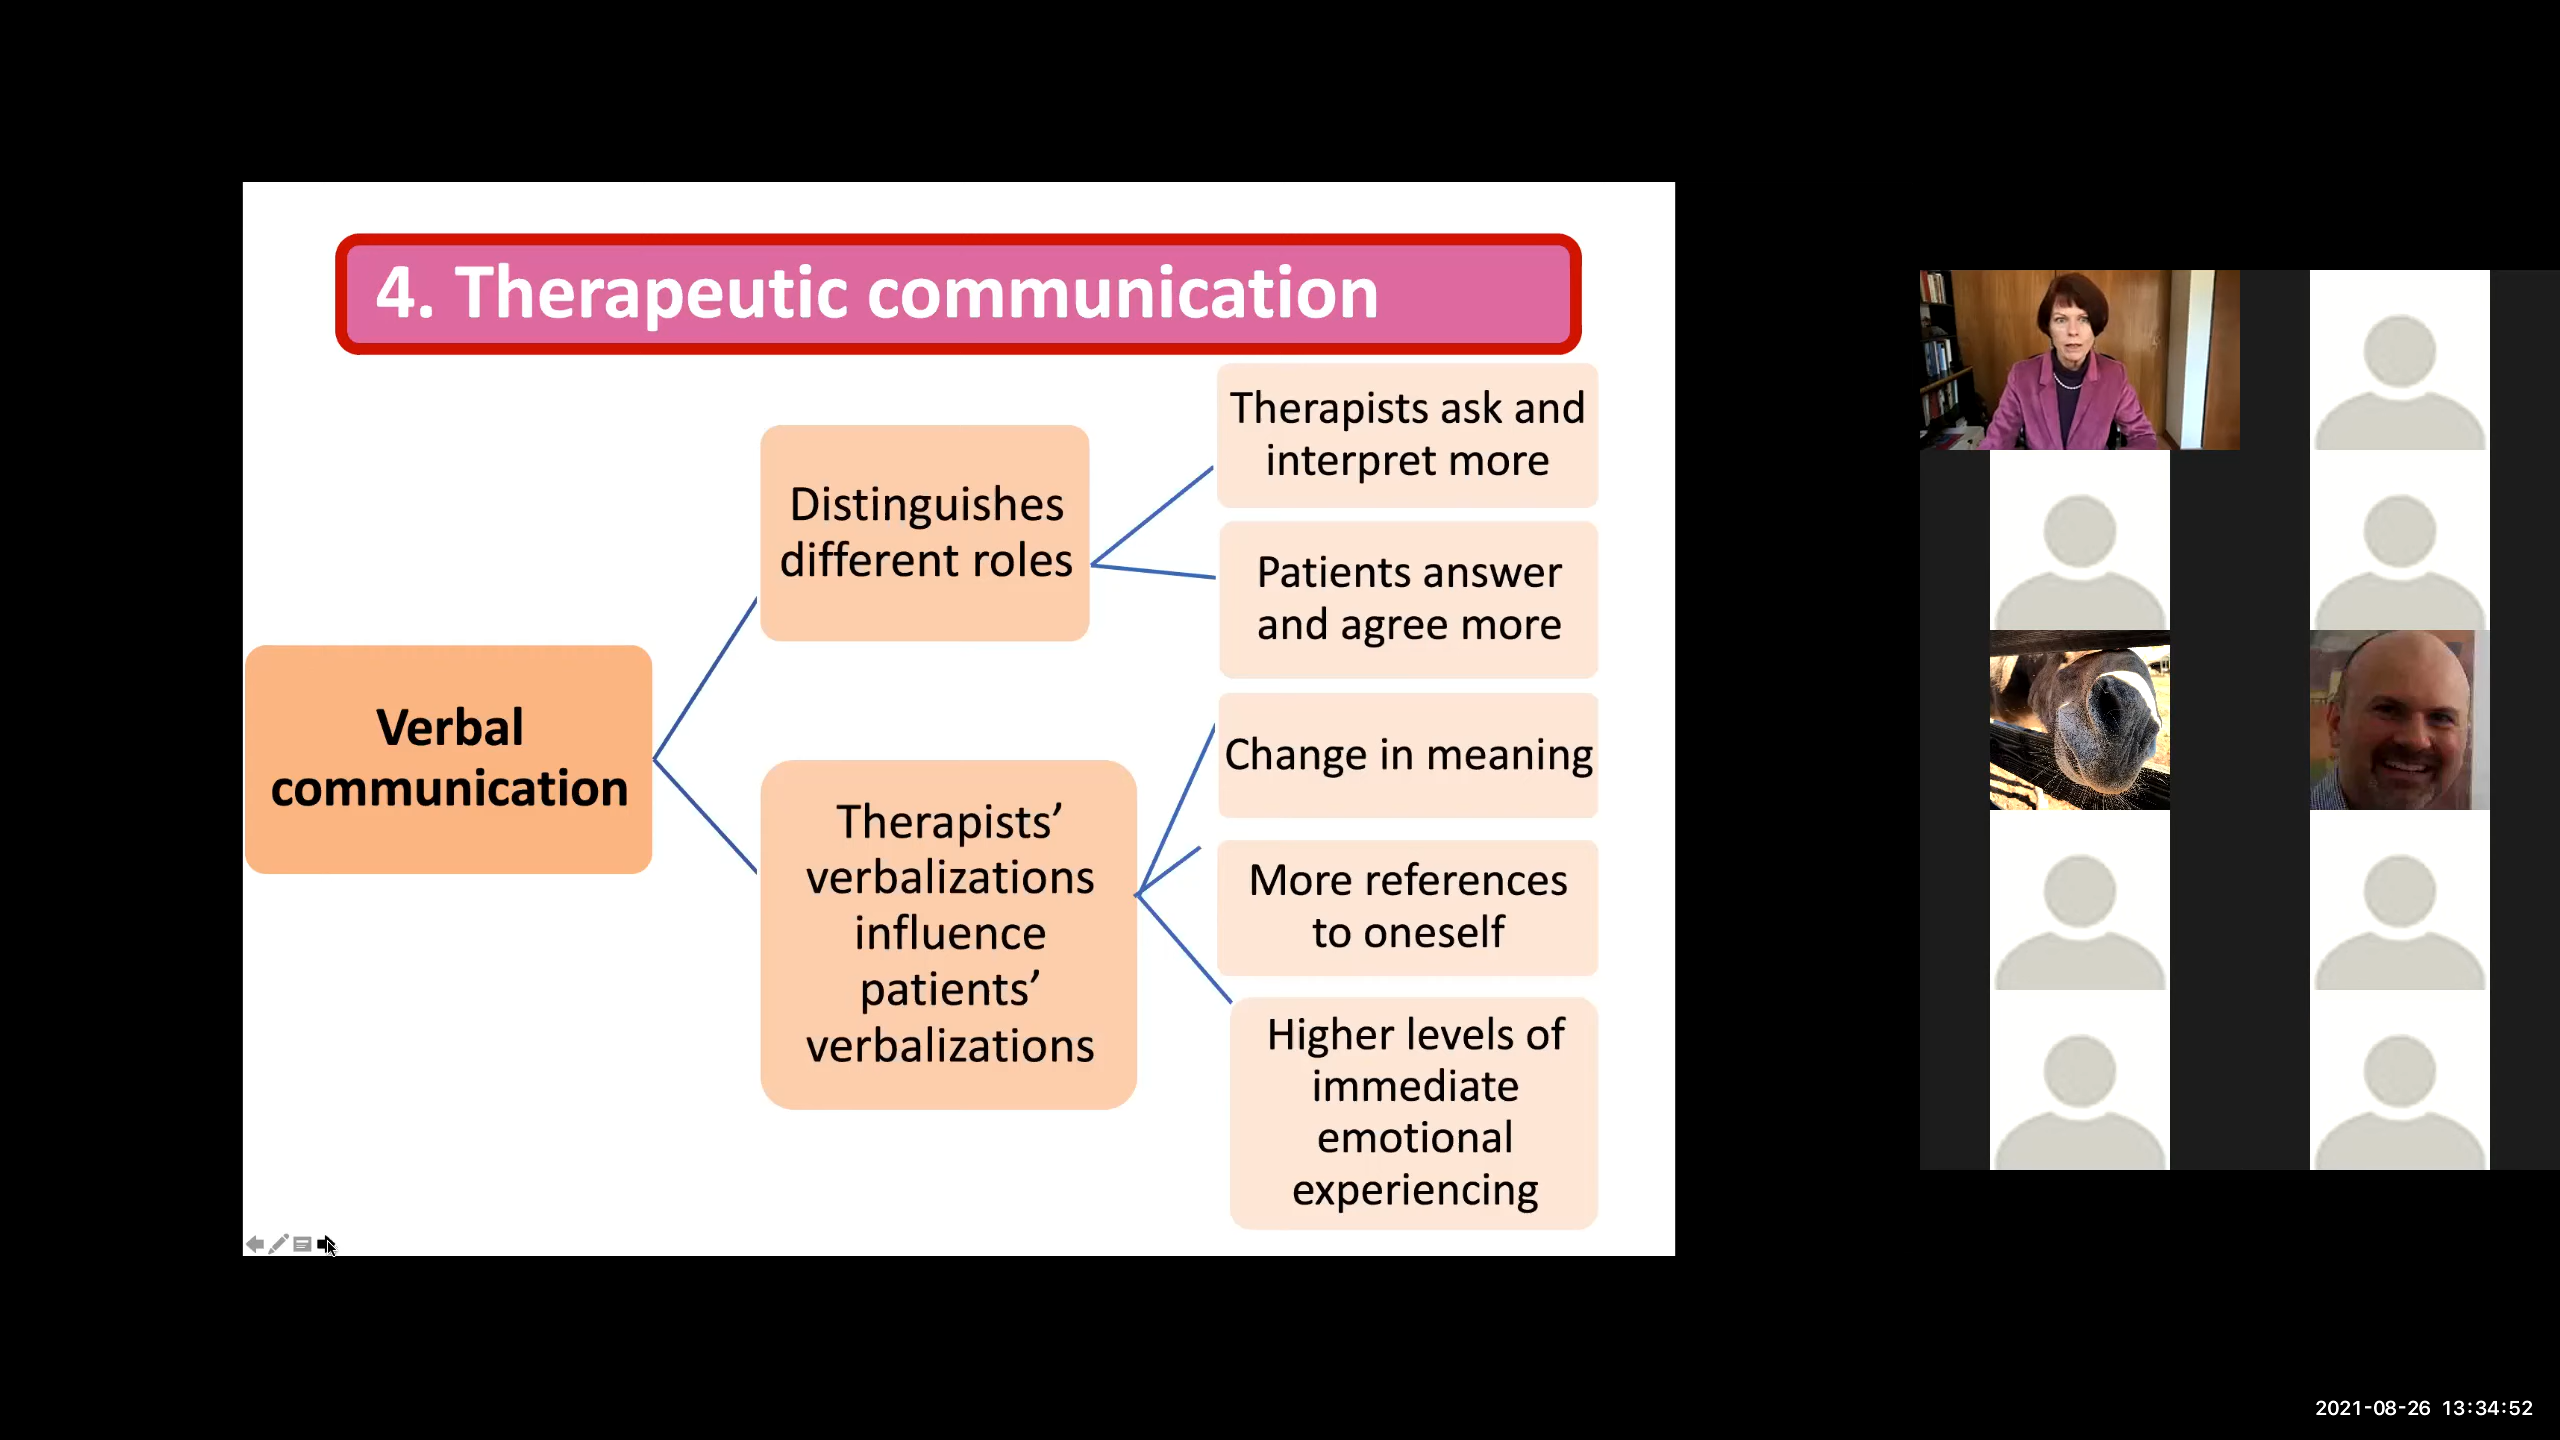 4. Therapeutic communication
Verbal
communication
Distinguishes
different roles
Therapists ask and
interpret more
Patients answer
and agree more
Therapists’
verbalizations
influence
patients’
verbalizations
Change in meaning
More references
to oneself
Higher levels of
immediate
emotional
experiencing
2021-08-26 13:34:52